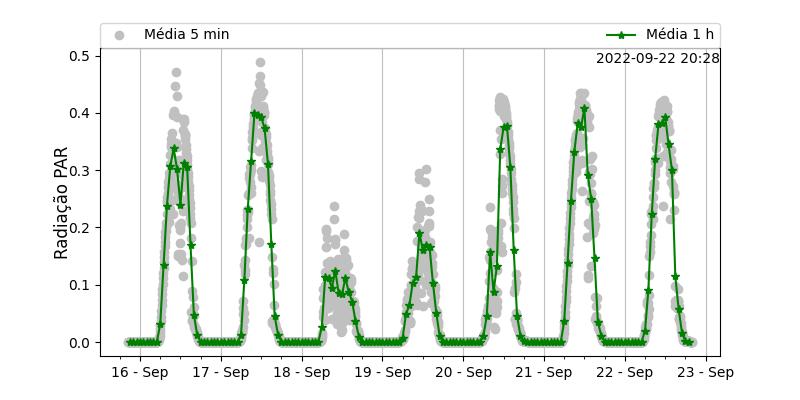 Média 5 min
Média 1 h
2022-09-22 20:28
Radiação PAR
0.5
0.4
0.3
0.2
0.1
0.0
16 - Sep
17 - Sep
18 - Sep
19 - Sep
20 - Sep
21 - Sep
22 - Sep
23 - Sep